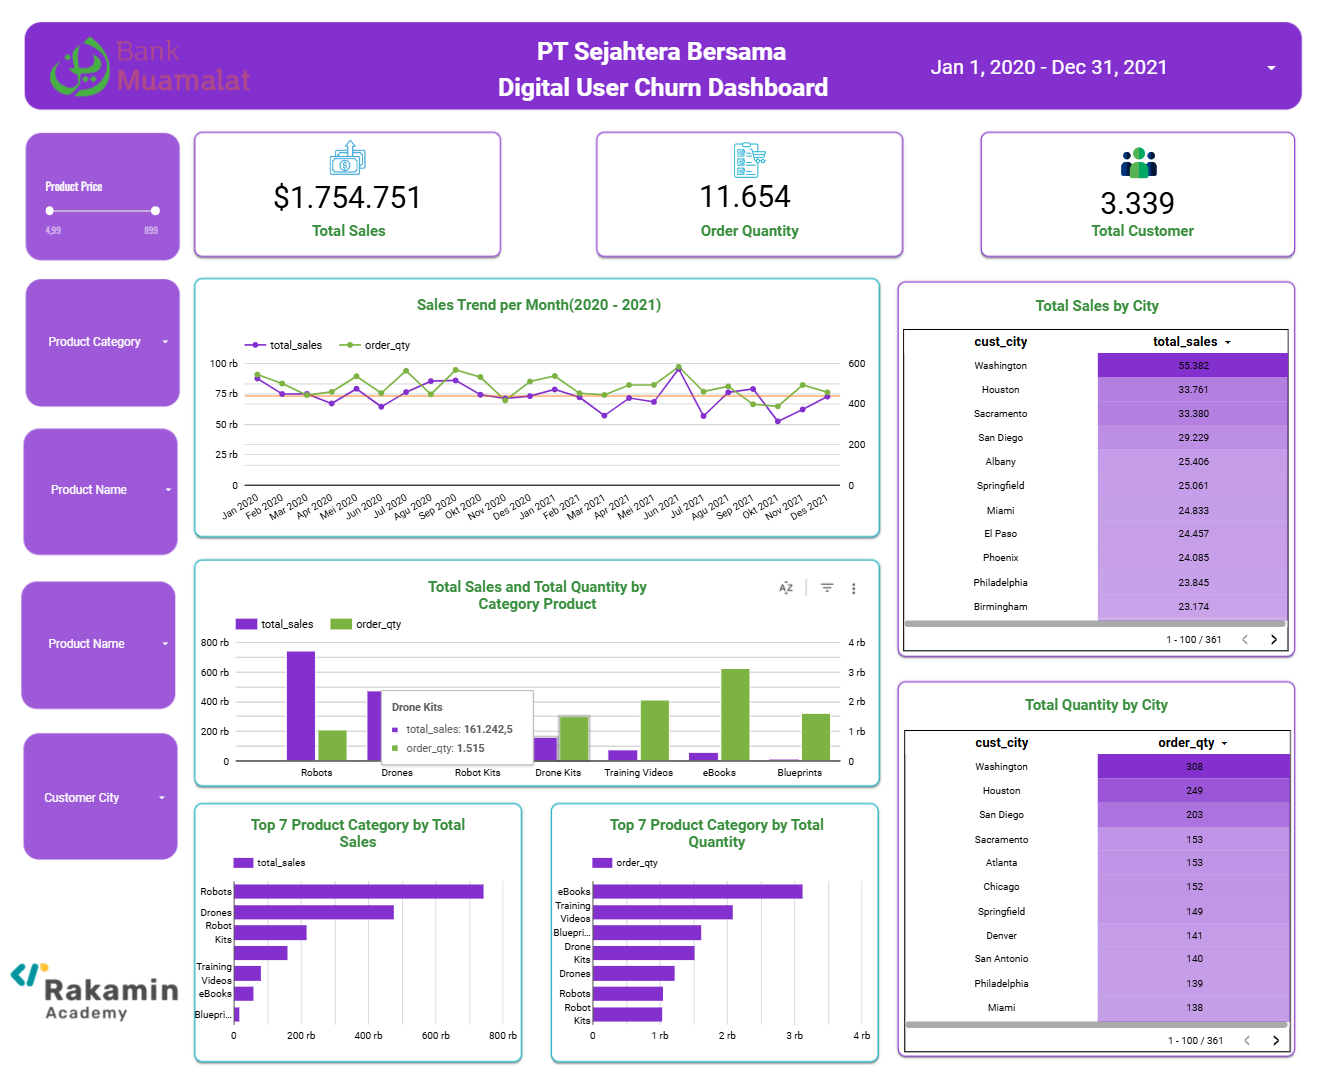 Bank
Muamalat
PT Sejahtera Bersama
Digital User Churn Dashboard
Jan 1, 2020 - Dec 31, 2021
Product Price
4,99 899
$1.754.751
Total Sales
11.654
Order Quantity
3.339
Total Customer
Product Category
Product Name
Product Name
Customer City
Sales Trend per Month(2020 - 2021)
total_sales order_qty
100 rb 600
75 rb 400
50 rb 200
25 rb
0 0
Jan 2020 Feb 2020 Mar 2020 Apr 2020 Mei 2020 Jun 2020 Jul 2020 Agu 2020 Sep 2020 Okt 2020 Nov 2020 Des 2020 Jan 2021 Feb 2021 Mar 2021 Apr 2021 Mei 2021 Jun 2021 Jul 2021 Agu 2021 Sep 2021 Okt 2021 Nov 2021 Des 2021
Total Sales by City
cust_city total_sales
Washington 55.382
Houston 33.761
Sacramento 33.380
San Diego 29.229
Albany 25.406
Springfield 25.061
Miami 24.833
El Paso 24.457
Phoenix 24.085
Philadelphia 23.845
Birmingham 23.174
1 - 100 / 361
Total Sales and Total Quantity by
Category Product
AZ
total_sales order_qty
800 rb 4 rb
600 rb 3 rb
400 rb 2 rb
200 rb 1 rb
0 0
Drone Kits
total_sales: 161.242,5
order_qty: 1.515
Robots Drones Robot Kits Drone Kits Training Videos eBooks Blueprints
Total Quantity by City
cust_city order_qty
Washington 308
Houston 249
San Diego 203
Sacramento 153
Atlanta 153
Chicago 152
Springfield 149
Denver 141
San Antonio 140
Philadelphia 139
Miami 138
1 - 100 / 361
Top 7 Product Category by Total
Sales
total_sales
Robots
Drones
Robot
Kits
Training
Videos
eBooks
Bluepri...
0 200 rb 400 rb 600 rb 800 rb
Top 7 Product Category by Total
Quantity
order_qty
eBooks
Training
Videos
Bluepri...
Drone
Kits
Drones
Robots
Robot
Kits
0 1 rb 2 rb 3 rb 4 rb
Rakamin
Academy